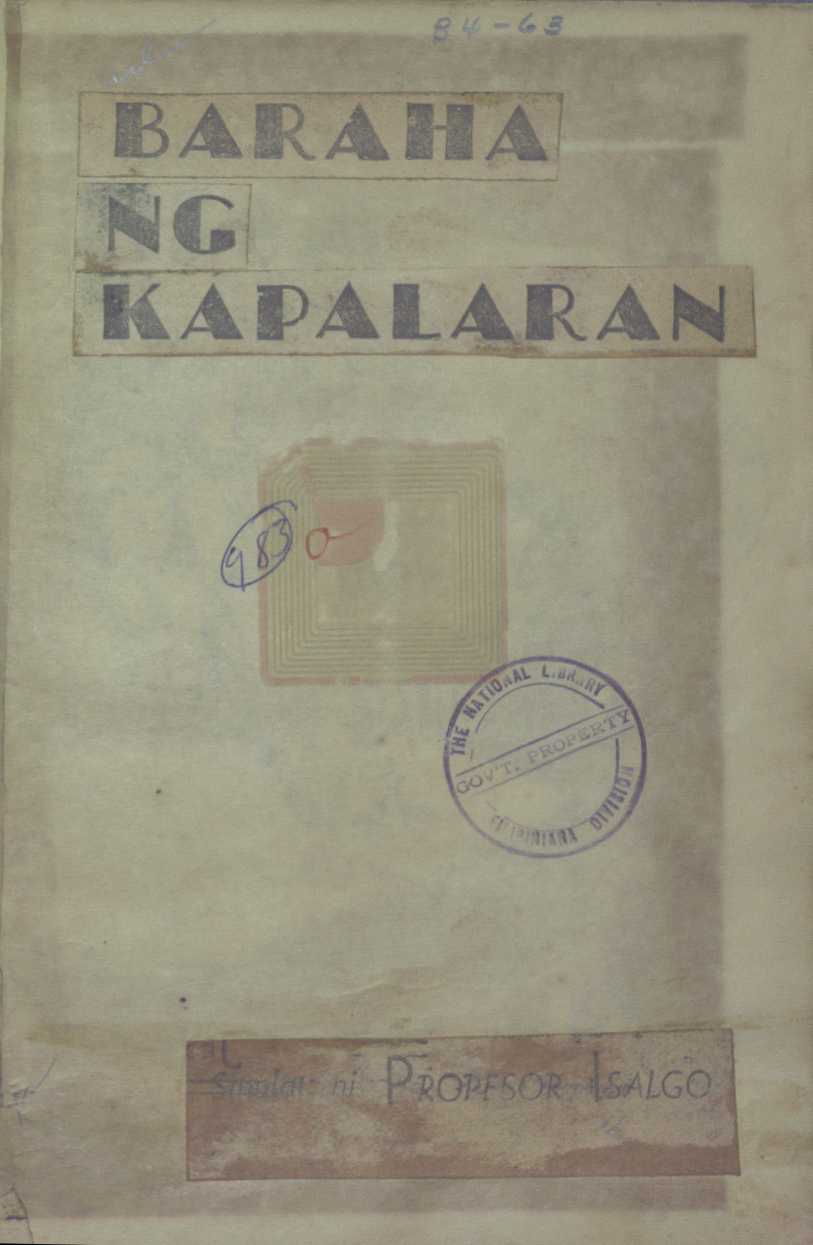 84-63
BARAHA
NG
KAPALARAN
983
a
THE NATIONAL LIBRARY
GOV'T. PROPERTY
FILIPINIANA DIVISION
Sinulat ni PROPESOR ISALGO